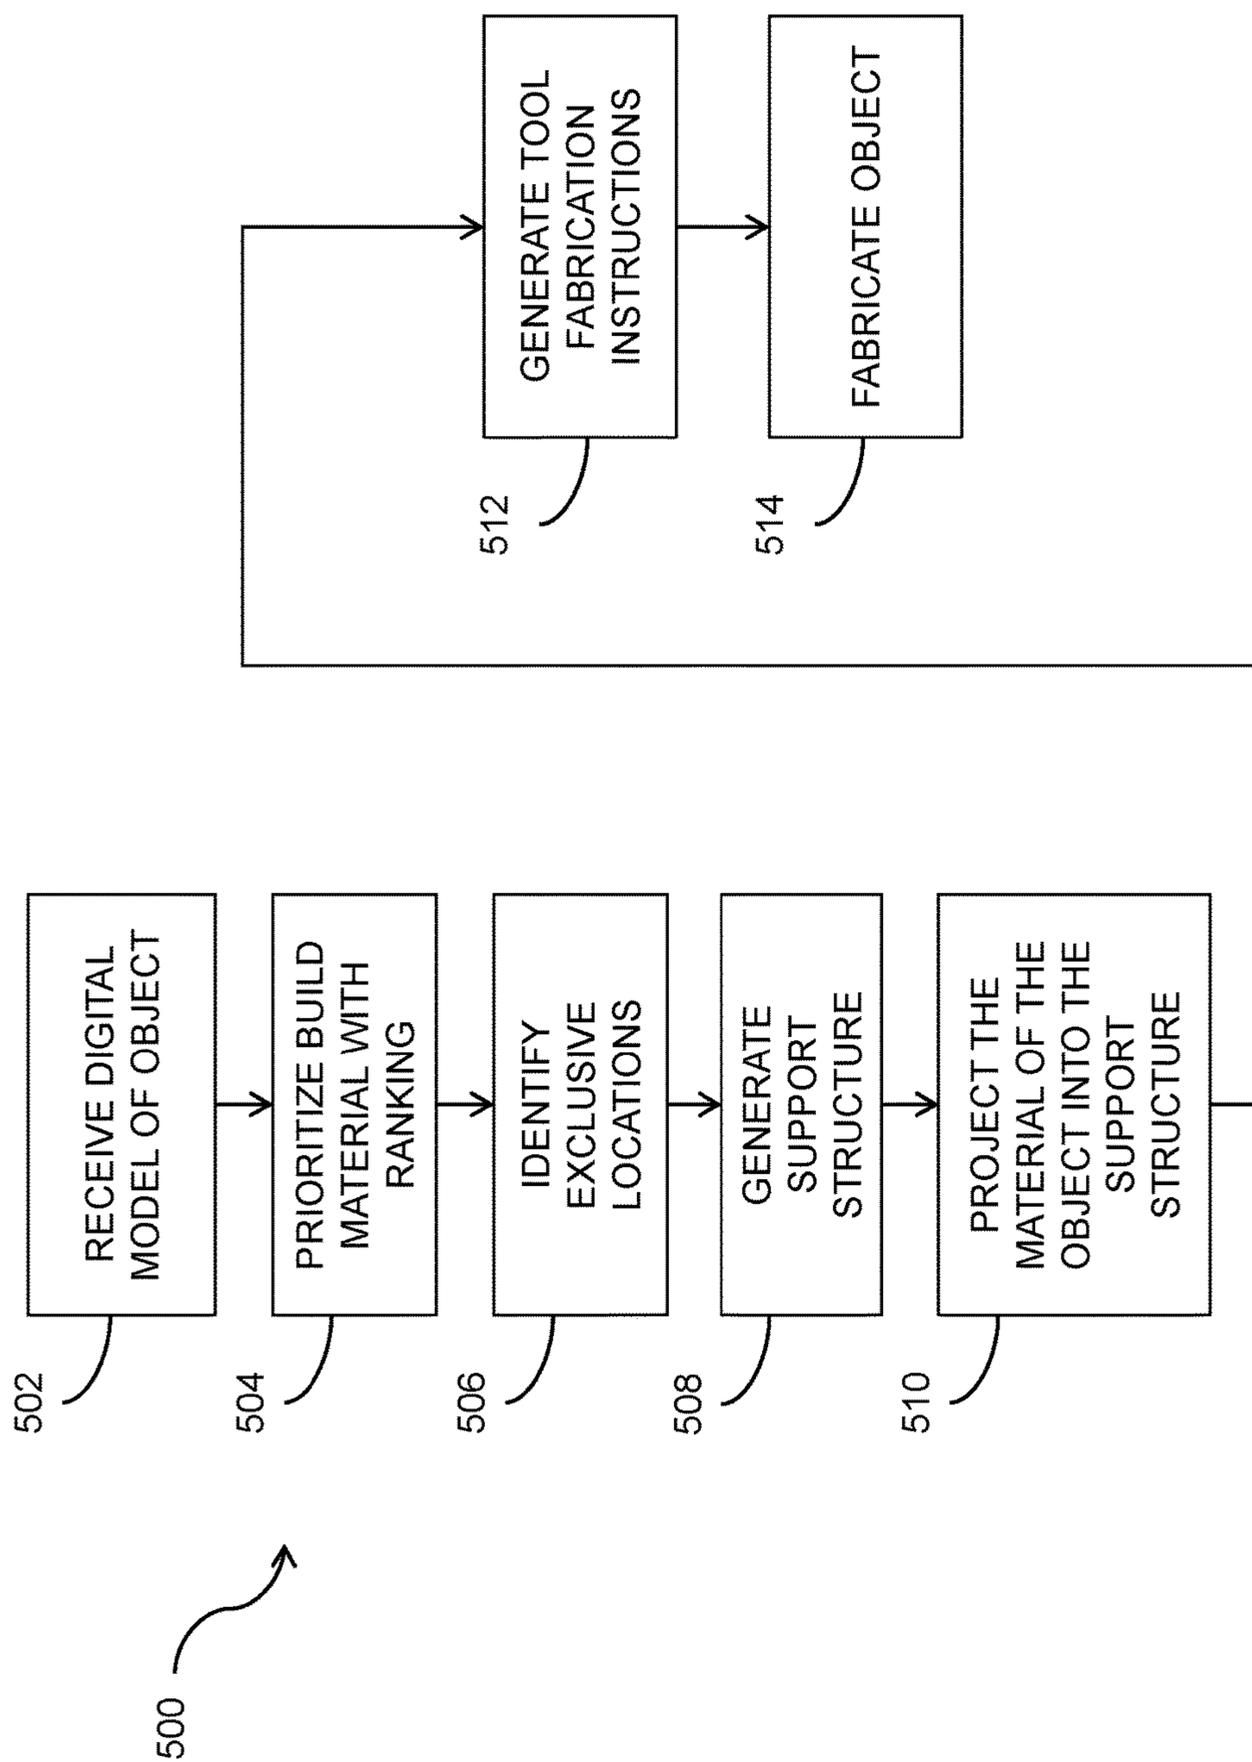 500
502
RECEIVE DIGITAL
MODEL OF OBJECT
504
PRIORITIZE BUILD
MATERIAL WITH
RANKING
506
IDENTIFY
EXCLUSIVE
LOCATIONS
508
GENERATE
SUPPORT
STRUCTURE
510
PROJECT THE
MATERIAL OF THE
OBJECT INTO THE
SUPPORT
STRUCTURE
512
GENERATE TOOL
FABRICATION
INSTRUCTIONS
514
FABRICATE OBJECT